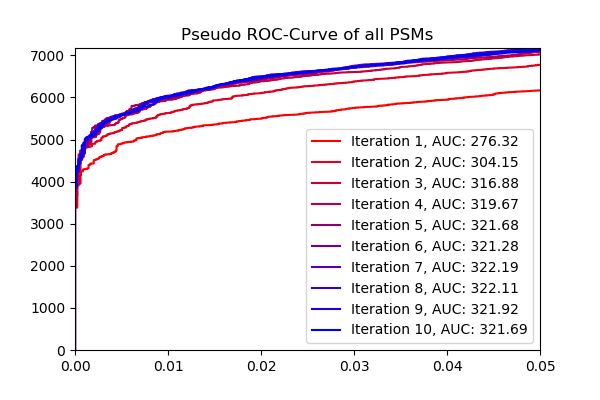 Pseudo ROC-Curve of all PSMs
7000
6000
5000
4000
3000
2000
1000
0
Iteration 1, AUC: 276.32
Iteration 2, AUC: 304.15
Iteration 3, AUC: 316.88
Iteration 4, AUC: 319.67
Iteration 5, AUC: 321.68
Iteration 6, AUC: 321.28
Iteration 7, AUC: 322.19
Iteration 8, AUC: 322.11
Iteration 9, AUC: 321.92
Iteration 10, AUC: 321.69
0.00 0.01 0.02 0.03 0.04 0.05